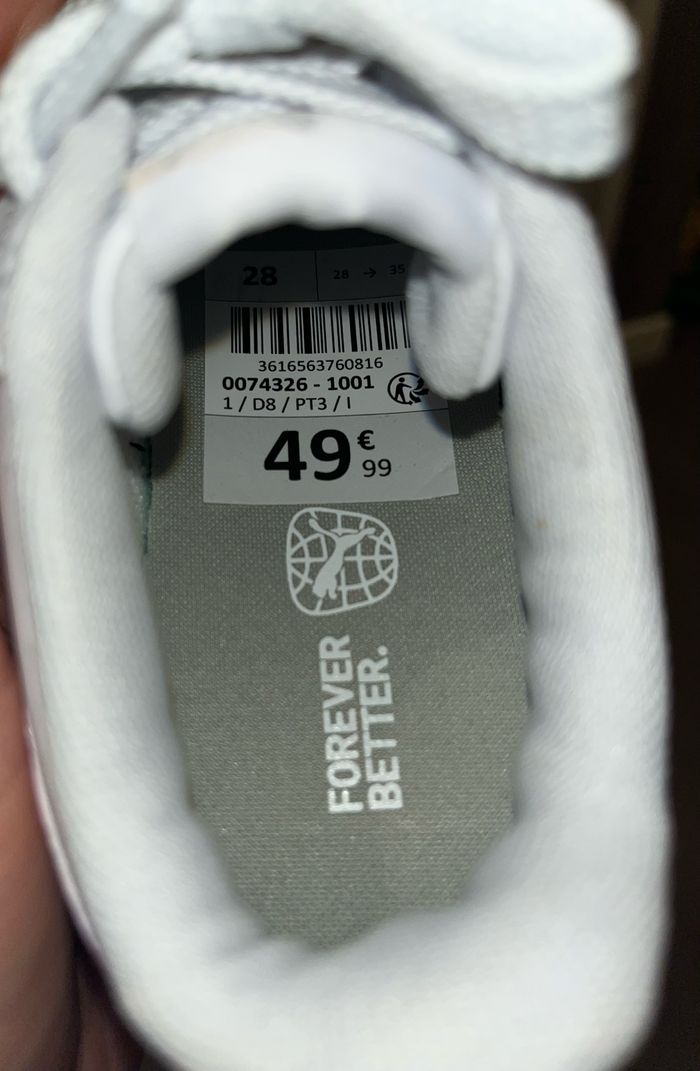 28
28 → 35
3616563760816
0074326 - 1001
1 / D8 / PT3 / I
49€99
FOREVER
BETTER.